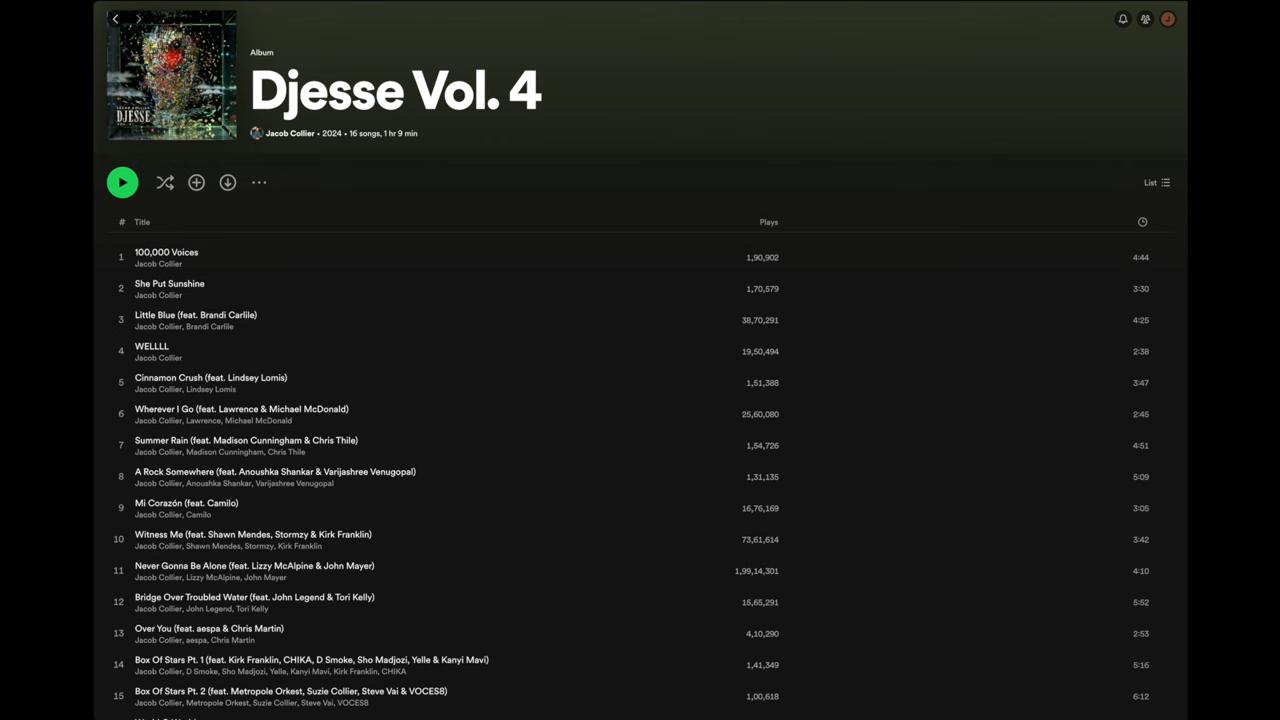 JACOB COLLIER
DJESSE
VOL. 4
Album
Djesse Vol. 4
Jacob Collier • 2024 • 16 songs, 1 hr 9 min
J
List
# Title Plays
1 100,000 Voices 1,90,902 4:44
Jacob Collier
2 She Put Sunshine 1,70,579 3:30
Jacob Collier
3 Little Blue (feat. Brandi Carlile) 38,70,291 4:25
Jacob Collier, Brandi Carlile
4 WELLLL 19,50,494 2:38
Jacob Collier
5 Cinnamon Crush (feat. Lindsey Lomis) 1,51,388 3:47
Jacob Collier, Lindsey Lomis
6 Wherever I Go (feat. Lawrence & Michael McDonald) 25,60,080 2:45
Jacob Collier, Lawrence, Michael McDonald
7 Summer Rain (feat. Madison Cunningham & Chris Thile) 1,54,726 4:51
Jacob Collier, Madison Cunningham, Chris Thile
8 A Rock Somewhere (feat. Anoushka Shankar & Varijashree Venugopal) 1,31,135 5:09
Jacob Collier, Anoushka Shankar, Varijashree Venugopal
9 Mi Corazón (feat. Camilo) 16,76,169 3:05
Jacob Collier, Camilo
10 Witness Me (feat. Shawn Mendes, Stormzy & Kirk Franklin) 73,61,614 3:42
Jacob Collier, Shawn Mendes, Stormzy, Kirk Franklin
11 Never Gonna Be Alone (feat. Lizzy McAlpine & John Mayer) 1,99,14,301 4:10
Jacob Collier, Lizzy McAlpine, John Mayer
12 Bridge Over Troubled Water (feat. John Legend & Tori Kelly) 15,65,291 5:52
Jacob Collier, John Legend, Tori Kelly
13 Over You (feat. aespa & Chris Martin) 4,10,290 2:53
Jacob Collier, aespa, Chris Martin
14 Box Of Stars Pt. 1 (feat. Kirk Franklin, CHIKA, D Smoke, Sho Madjozi, Yelle & Kanyi Mavi) 1,41,349 5:16
Jacob Collier, D Smoke, Sho Madjozi, Yelle, Kanyi Mavi, Kirk Franklin, CHIKA
15 Box Of Stars Pt. 2 (feat. Metropole Orkest, Suzie Collier, Steve Vai & VOCES8) 1,00,618 6:12
Jacob Collier, Metropole Orkest, Suzie Collier, Steve Vai, VOCES8